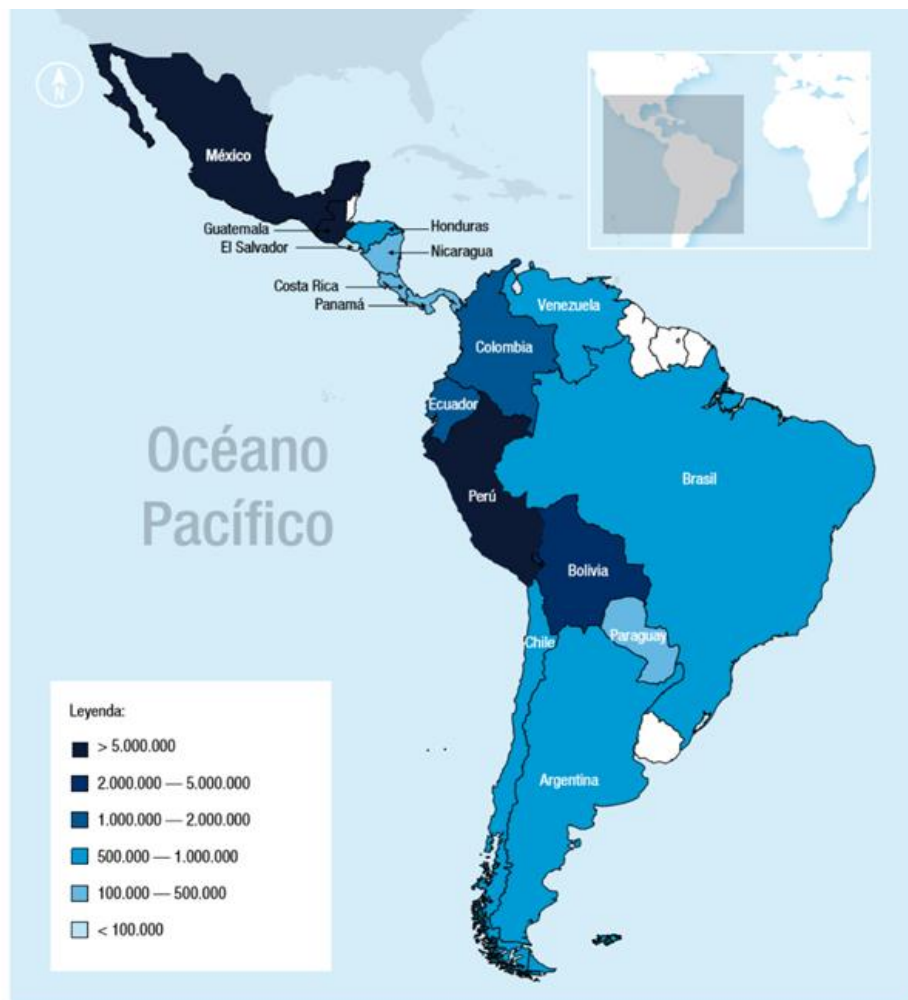 N
México
Guatemala
Honduras
El Salvador
Nicaragua
Costa Rica
Panamá
Venezuela
Colombia
Ecuador
Océano
Pacífico
Brasil
Perú
Bolivia
Chile
Paraguay
Argentina
Leyenda:
> 5.000.000
2.000.000 — 5.000.000
1.000.000 — 2.000.000
500.000 — 1.000.000
100.000 — 500.000
< 100.000